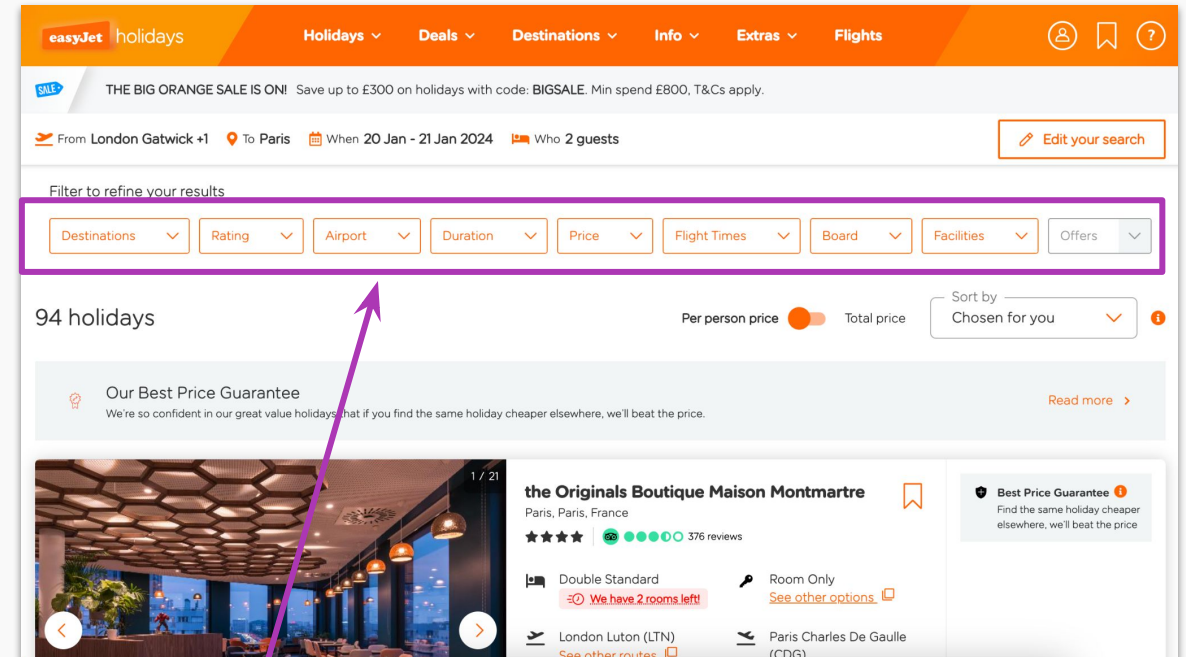 easyJet holidays
Holidays Deals Destinations Info Extras Flights ?
SALE THE BIG ORANGE SALE IS ON! Save up to £300 on holidays with code: BIGSALE. Min spend £800, T&Cs apply.
From London Gatwick +1 To Paris When 20 Jan - 21 Jan 2024 Who 2 guests Edit your search
Filter to refine your results
Destinations Rating Airport Duration Price Flight Times Board Facilities Offers
94 holidays Per person price Total price Sort by Chosen for you
Our Best Price Guarantee
We're so confident in our great value holidays that if you find the same holiday cheaper elsewhere, we'll beat the price.
Read more
1 / 21
the Originals Boutique Maison Montmartre
Paris, Paris, France
376 reviews
Double Standard
We have 2 rooms left!
Room Only
See other options
London Luton (LTN)
See other routes
Paris Charles De Gaulle
(CDG)
Best Price Guarantee
Find the same holiday cheaper
elsewhere, we'll beat the price